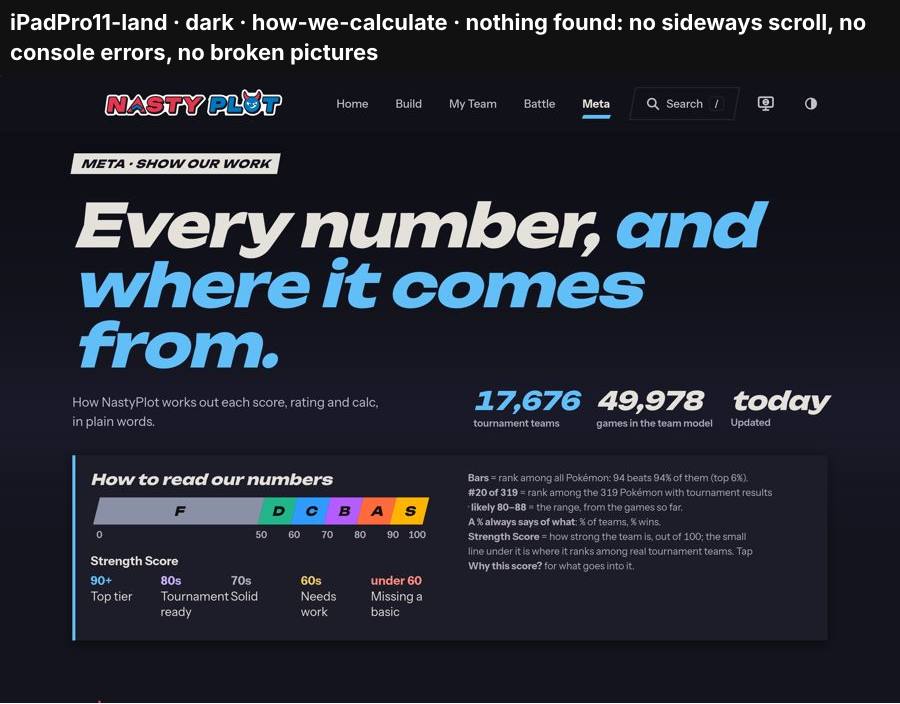 iPadPro11-land · dark · how-we-calculate · nothing found: no sideways scroll, no
console errors, no broken pictures
NASTY PLOT
Home
Build
My Team
Battle
Meta
Search /
META · SHOW OUR WORK
Every number, and
where it comes
from.
How NastyPlot works out each score, rating and calc,
in plain words.
17,676
tournament teams
49,978
games in the team model
today
Updated
How to read our numbers
F D C B A S
0 50 60 70 80 90 100
Strength Score
90+
Top tier
80s
Tournament
ready
70s
Solid
60s
Needs
work
under 60
Missing a
basic
Bars = rank among all Pokémon: 94 beats 94% of them (top 6%).
#20 of 319 = rank among the 319 Pokémon with tournament results
· likely 80–88 = the range, from the games so far.
A % always says of what: % of teams, % wins.
Strength Score = how strong the team is, out of 100; the small
line under it is where it ranks among real tournament teams. Tap
Why this score? for what goes into it.